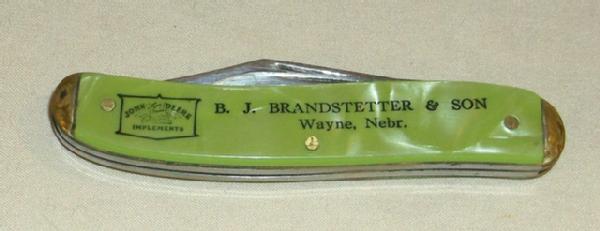 JOHN DEERE
IMPLEMENTS
B. J. BRANDSTETTER & SON
Wayne, Nebr.